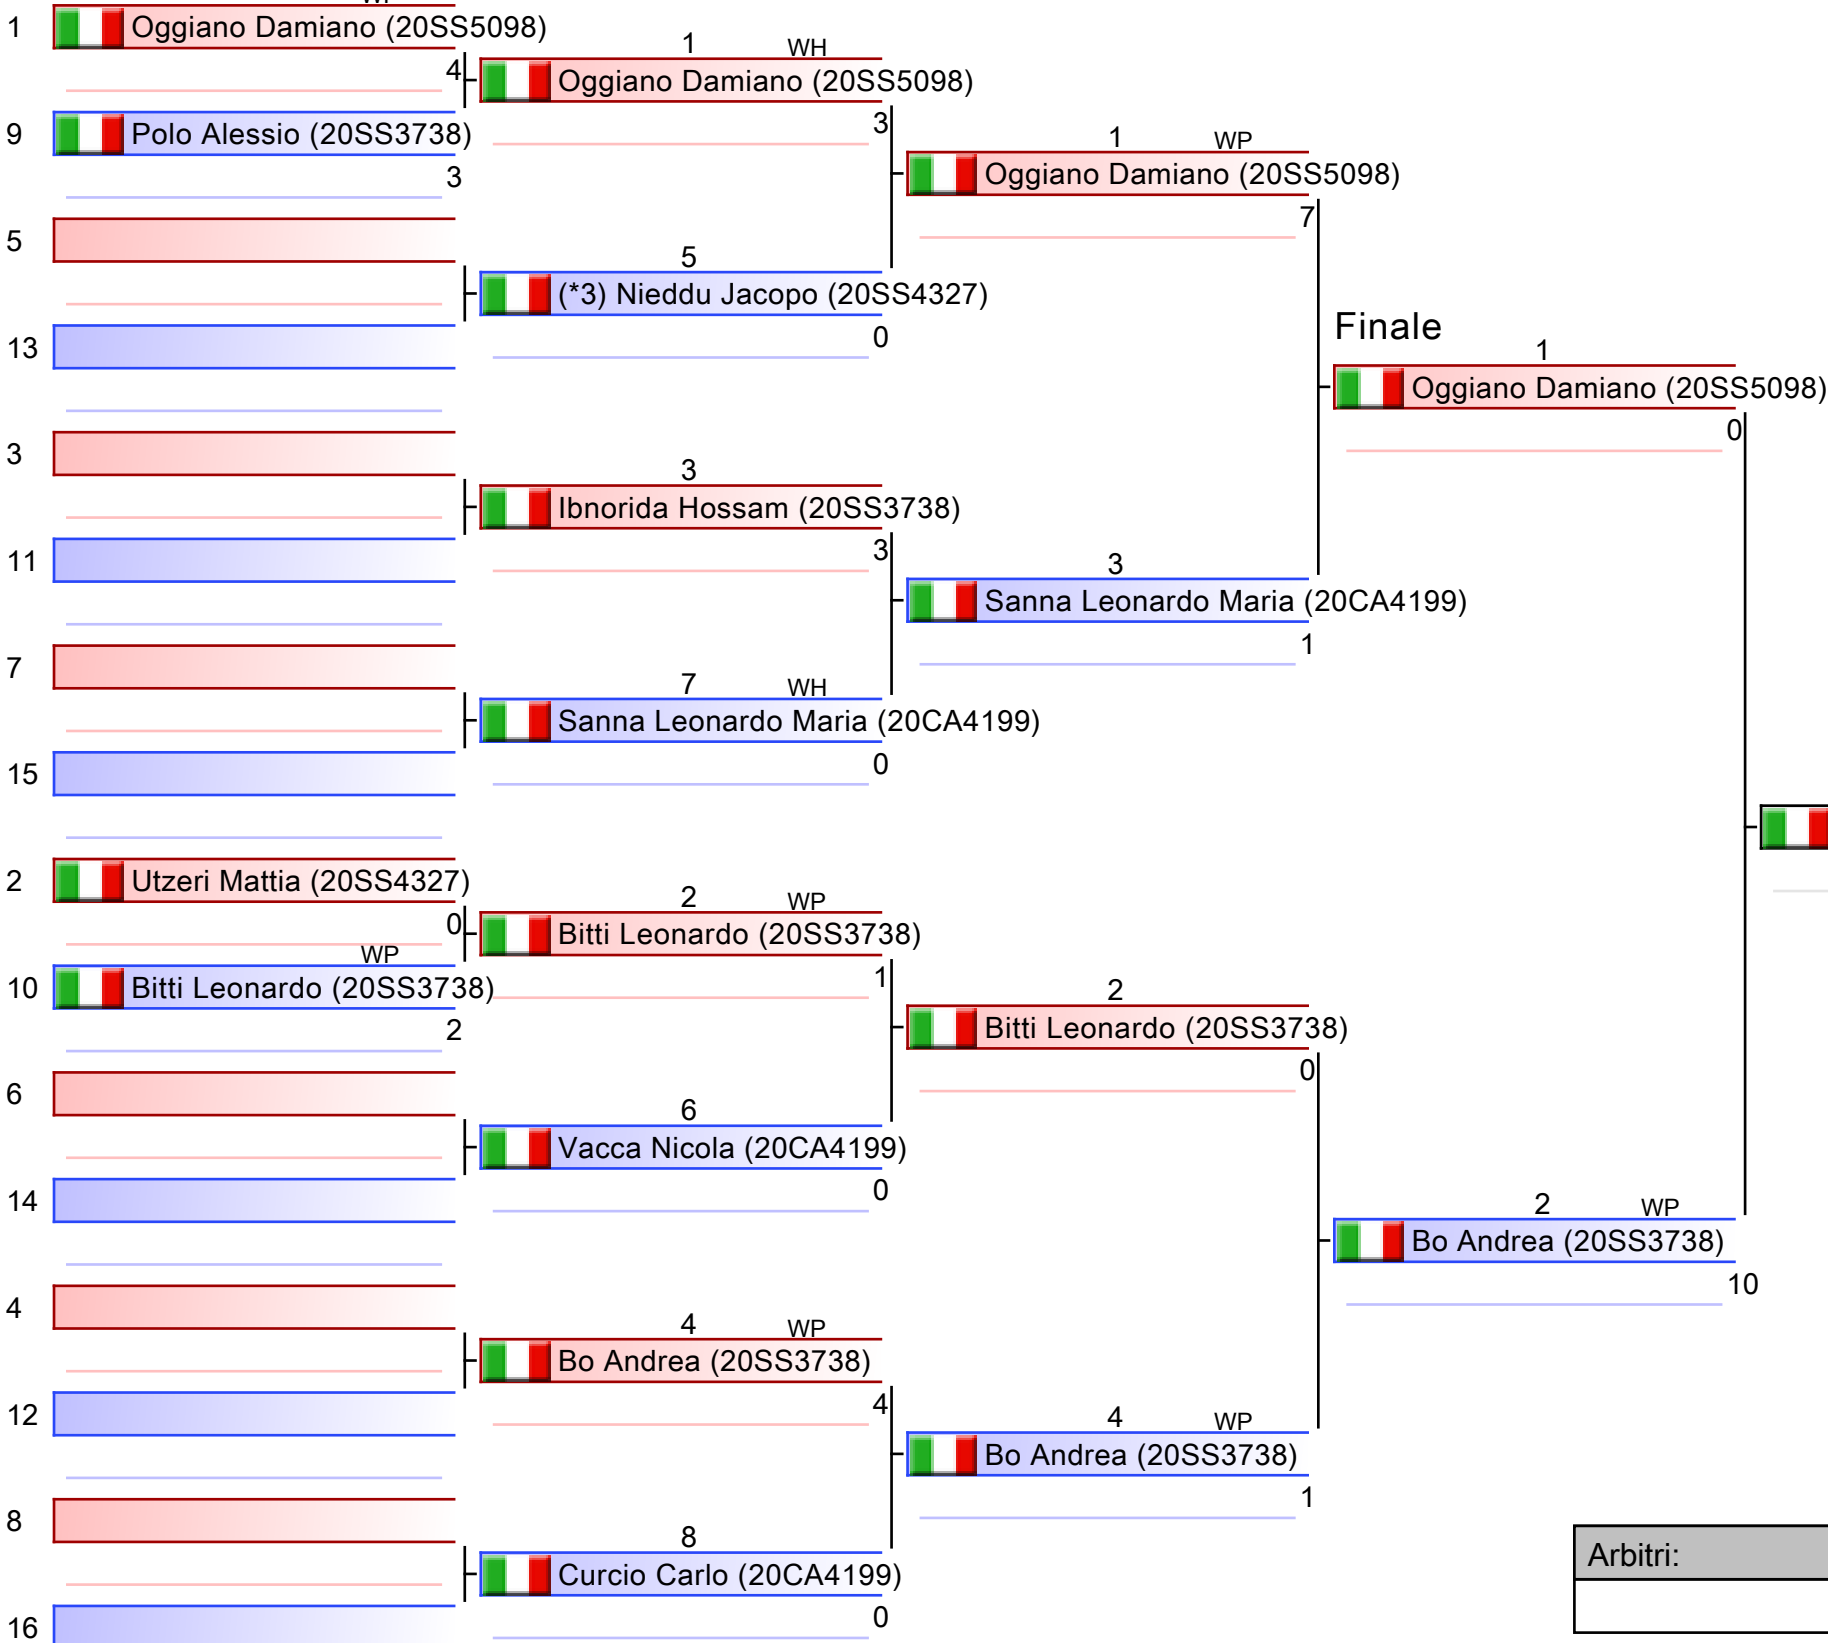 WP
1 Oggiano Damiano (20SS5098)
4
1 WH
Oggiano Damiano (20SS5098)
3
9 Polo Alessio (20SS3738)
3
1 WP
Oggiano Damiano (20SS5098)
7
5
5
(*3) Nieddu Jacopo (20SS4327)
0
13
Finale
1
Oggiano Damiano (20SS5098)
0
3
3
Ibnorida Hossam (20SS3738)
3
11
3
Sanna Leonardo Maria (20CA4199)
1
7
7 WH
Sanna Leonardo Maria (20CA4199)
0
15
2 Utzeri Mattia (20SS4327)
0
2 WP
Bitti Leonardo (20SS3738)
1
WP
10 Bitti Leonardo (20SS3738)
2
2
Bitti Leonardo (20SS3738)
0
6
6
Vacca Nicola (20CA4199)
0
14
2 WP
Bo Andrea (20SS3738)
10
4
4 WP
Bo Andrea (20SS3738)
4
12
4 WP
Bo Andrea (20SS3738)
1
8
8
Curcio Carlo (20CA4199)
0
16
Arbitri: